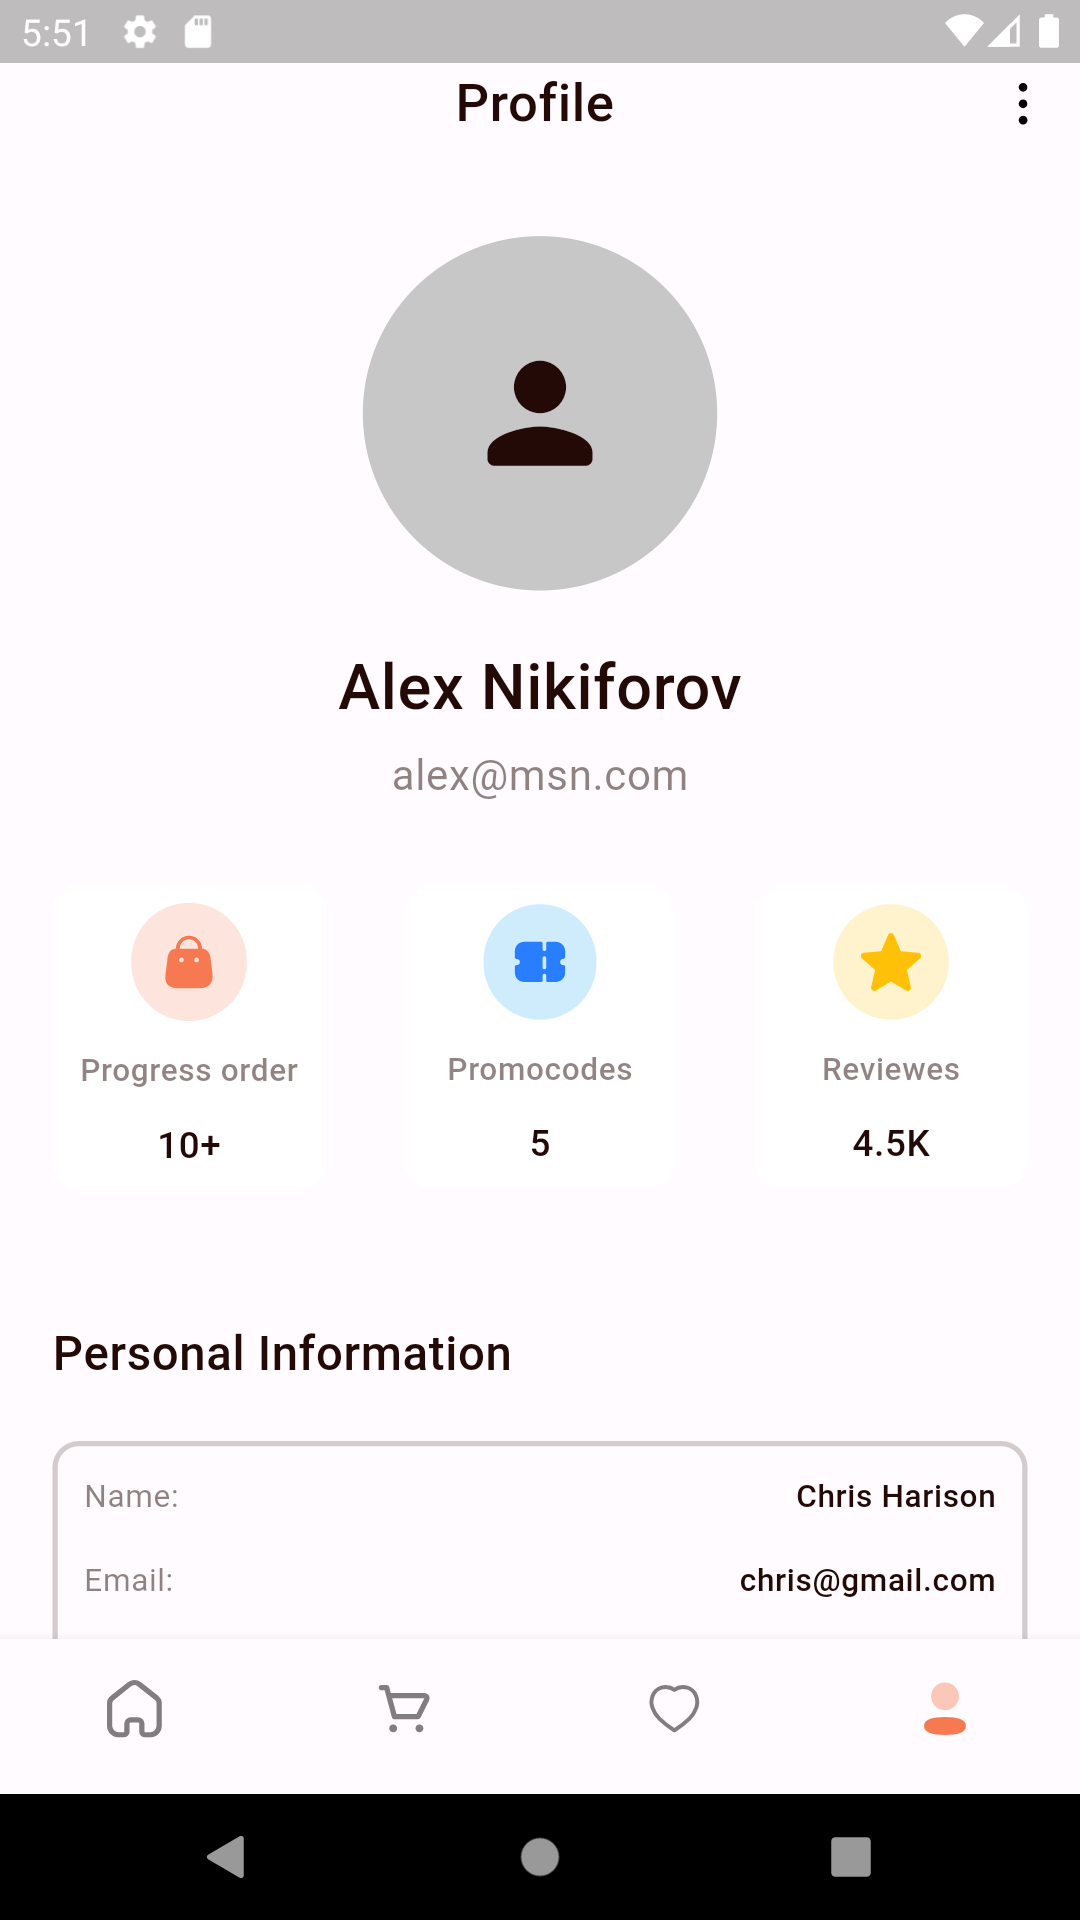 5:51
Profile
Alex Nikiforov
alex@msn.com
Progress order
10+
Promocodes
5
Reviewes
4.5K
Personal Information
Name:
Chris Harison
Email:
chris@gmail.com